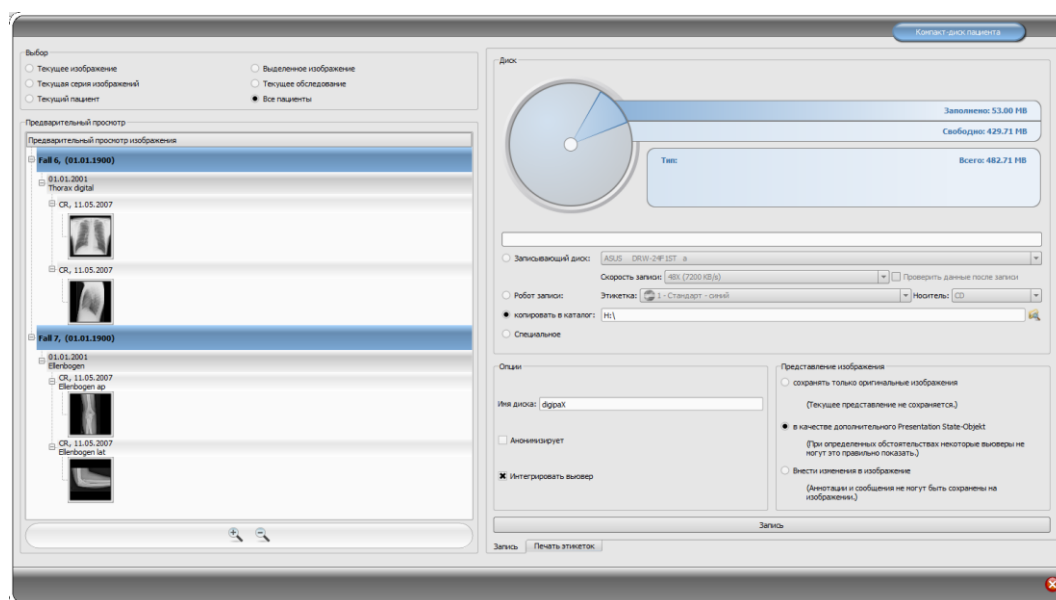 Компакт-диск пациента
Выбор
Текущее изображение
Выделенное изображение
Текущая серия изображений
Текущее обследование
Текущий пациент
Все пациенты
Предварительный просмотр
Предварительный просмотр изображения
Fall 6, (01.01.1900)
01.01.2001
Thorax digital
CR, 11.05.2007
CR, 11.05.2007
Fall 7, (01.01.1900)
01.01.2001
Ellenbogen
CR, 11.05.2007
Ellenbogen ap
CR, 11.05.2007
Ellenbogen lat
Диск
Заполнено: 53.00 MB
Свободно: 429.71 MB
Тип:
Всего: 482.71 MB
Записывающий диск: ASUS DRW-24F1ST a
Скорость записи: 48X (7200 KB/s) Проверить данные после записи
Робот записи: Этикетка: 1 - Стандарт - синий Носитель: CD
копировать в каталог: H:\
Специальное
Опции
Имя диска: digipaX
Анонимизирует
Интегрировать вьювер
Представление изображения
сохранять только оригинальные изображения
(Текущее представление не сохраняется.)
в качестве дополнительного Presentation State-Objekt
(При определенных обстоятельствах некоторые вьюверы не
могут это правильно показать.)
Внести изменения в изображение
(Аннотации и сообщения не могут быть сохранены на
изображении.)
Запись
Запись Печать этикеток